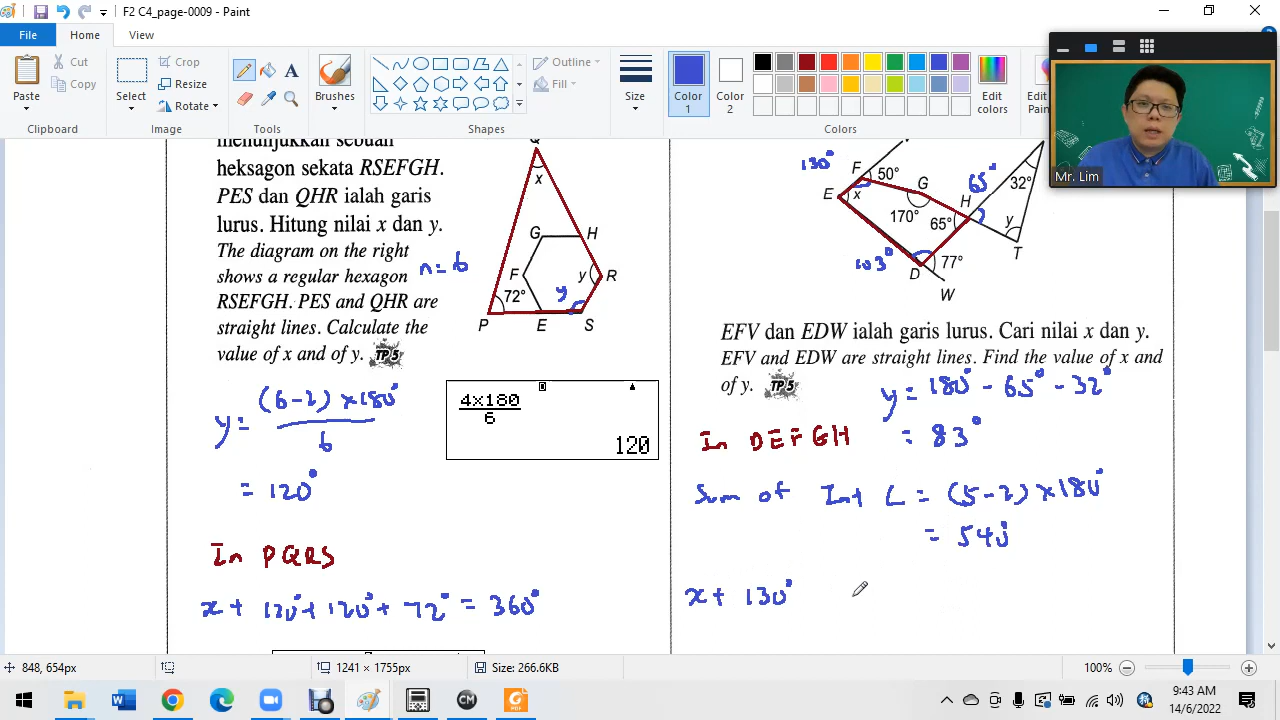 F2 C4_page-0009 - Paint
File Home View
Paste Cut Copy Clipboard
Select Crop Resize Rotate Image
Tools
Brushes
Shapes
Outline Fill
Size
Color 1 Color 2 Edit colors
Colors
Mr. Lim
heksagon sekata RSEFGH.
PES dan QHR ialah garis
lurus. Hitung nilai x dan y.
The diagram on the right
shows a regular hexagon
RSEFGH. PES and QHR are
straight lines. Calculate the
value of x and of y. TP 5
x
G H
n = 6
F y R
72° y
P E S
y = (6-2) × 180°
6
= 120°
4×180
6
120
In PQRS
x + 120° + 120° + 72° = 360°
130° F 50° G 65° 32°
E x H
170° 65° y
T
103° D 77°
W
EFV dan EDW ialah garis lurus. Cari nilai x dan y.
EFV and EDW are straight lines. Find the value of x and
of y. TP 5
y = 180° - 65° - 32°
= 83°
In DEFGH
Sum of Int ∠ = (5-2) × 180°
= 540°
x + 130°
848, 654px 1241 × 1755px Size: 266.6KB 100%
9:43 AM
14/6/2022